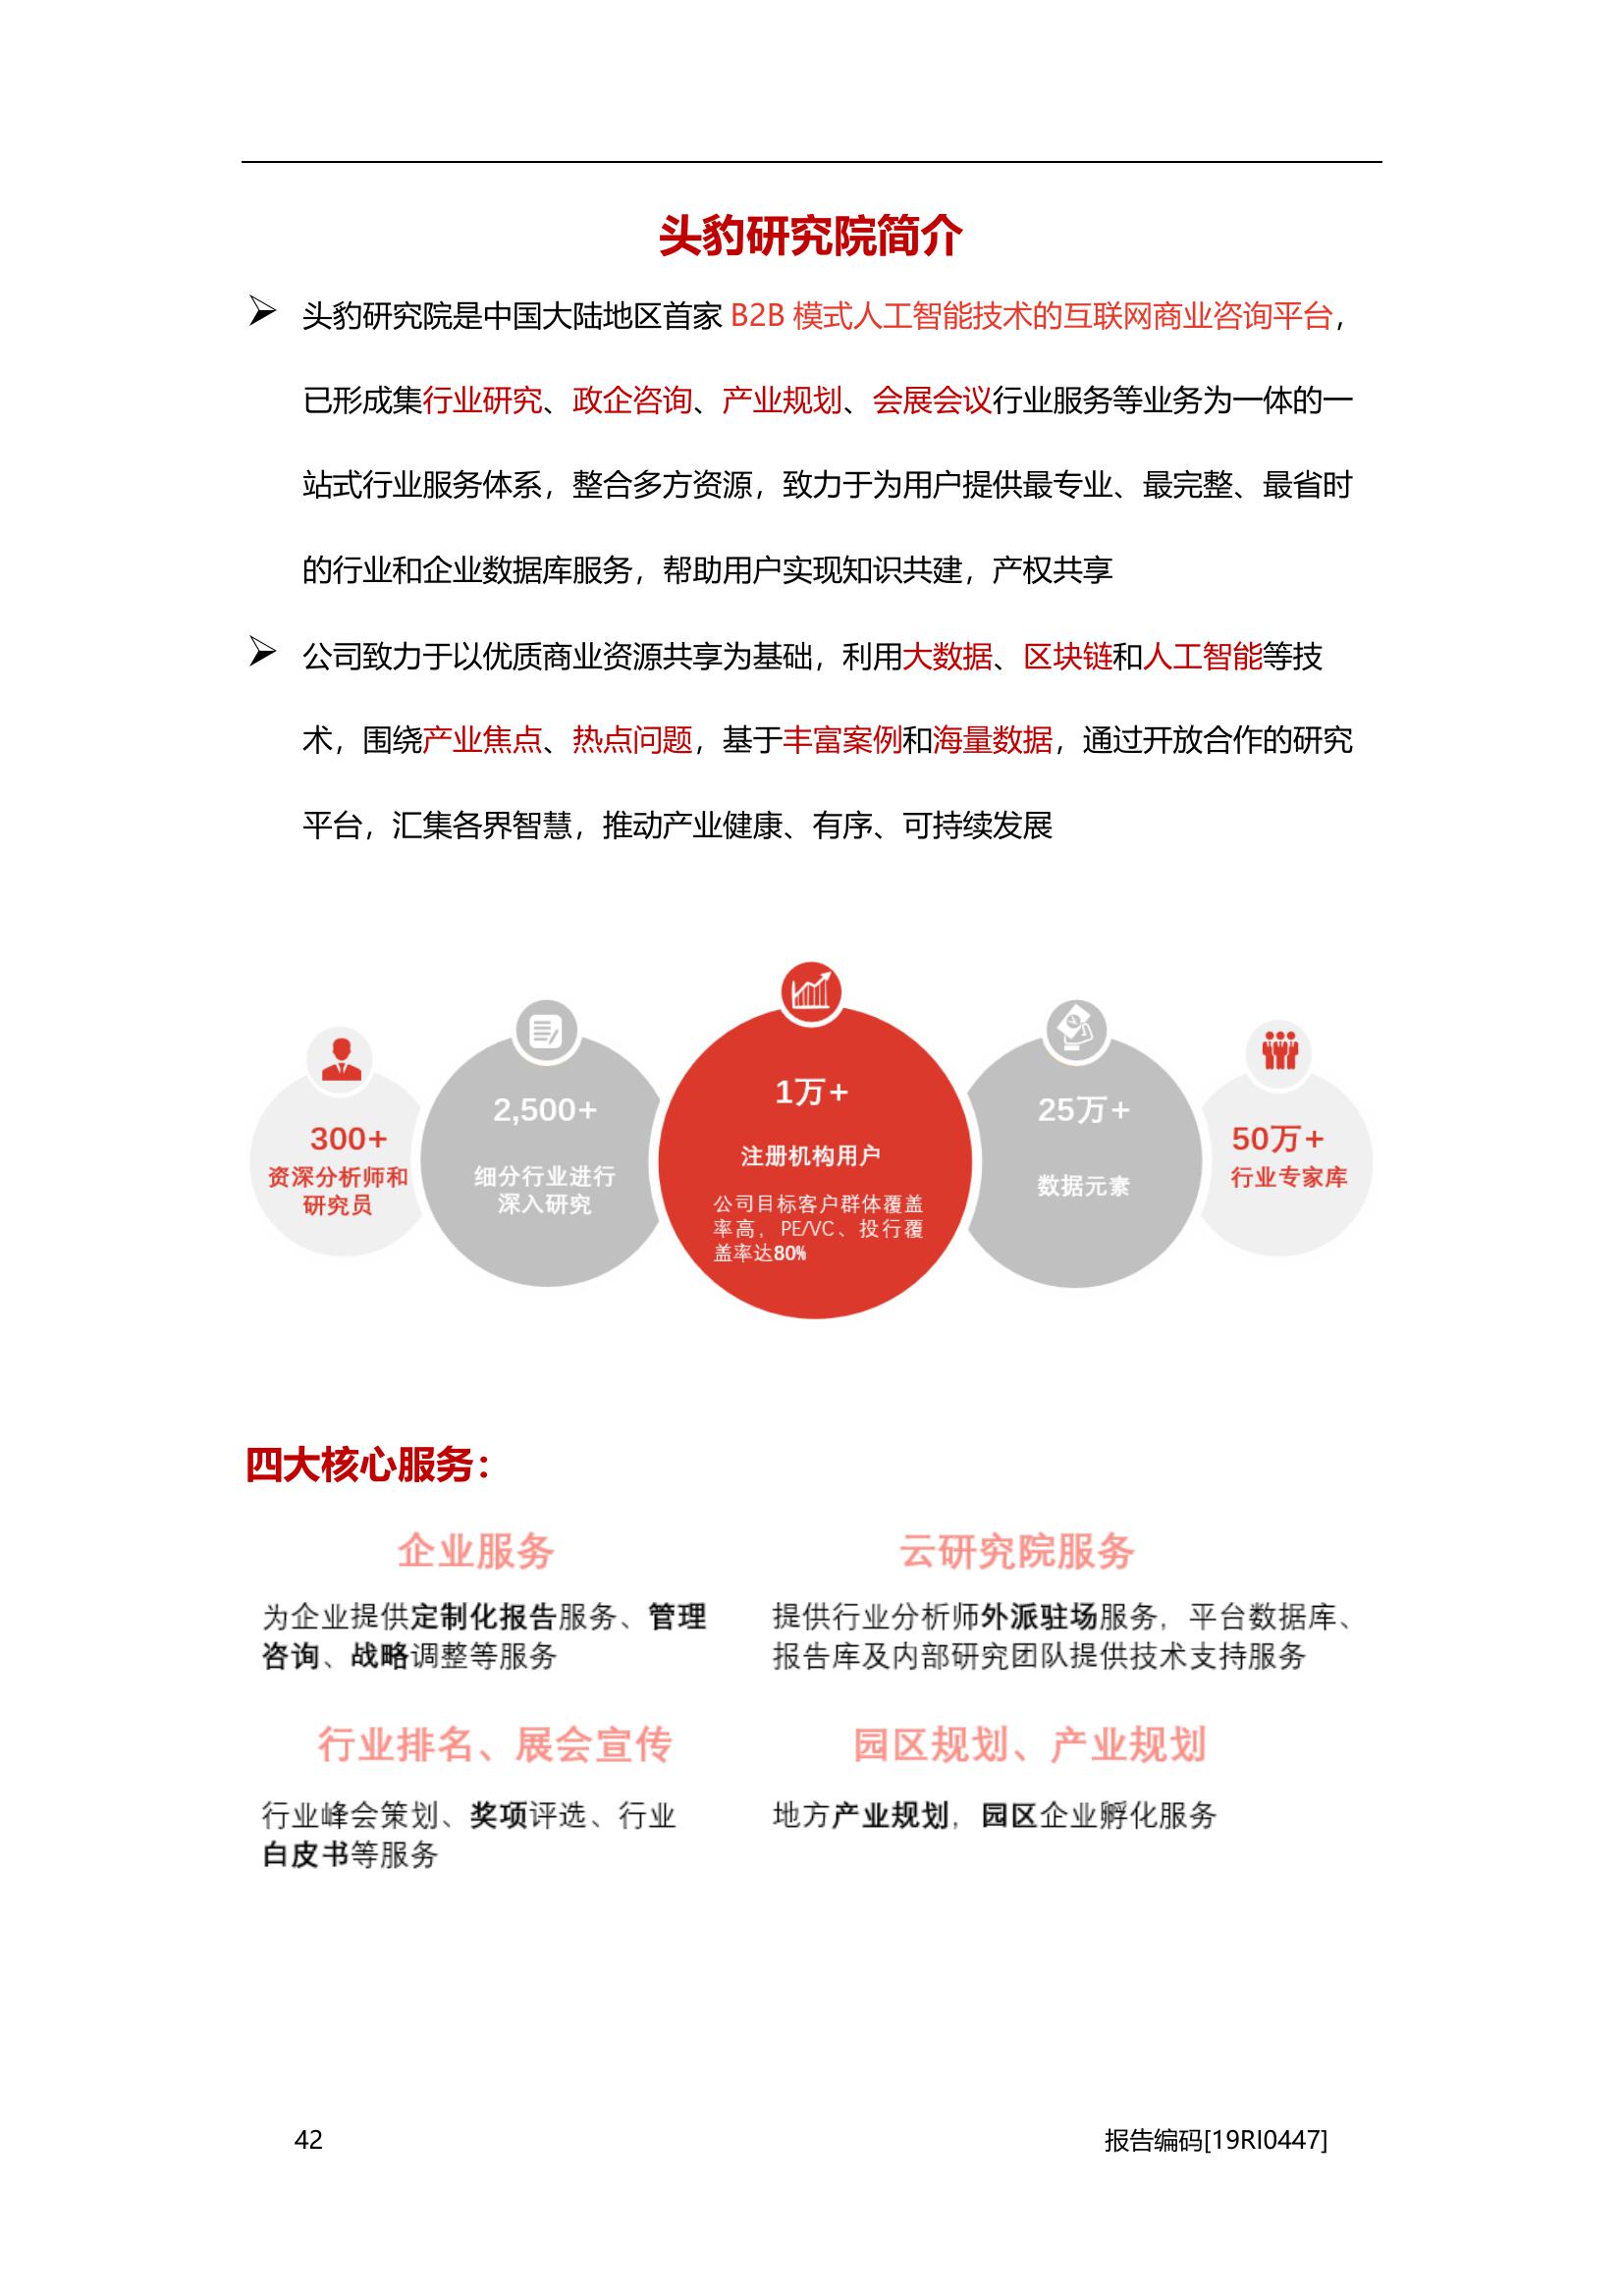 头豹研究院简介
头豹研究院是中国大陆地区首家 B2B 模式人工智能技术的互联网商业咨询平台，
已形成集行业研究、政企咨询、产业规划、会展会议行业服务等业务为一体的一
站式行业服务体系，整合多方资源，致力于为用户提供最专业、最完整、最省时
的行业和企业数据库服务，帮助用户实现知识共建，产权共享
公司致力于以优质商业资源共享为基础，利用大数据、区块链和人工智能等技
术，围绕产业焦点、热点问题，基于丰富案例和海量数据，通过开放合作的研究
平台，汇集各界智慧，推动产业健康、有序、可持续发展
300+
资深分析师和
研究员
2,500+
细分行业进行
深入研究
1万+
注册机构用户
公司目标客户群体覆盖
率高，PE/VC、投行覆
盖率达80%
25万+
数据元素
50万+
行业专家库
四大核心服务：
企业服务
为企业提供定制化报告服务、管理
咨询、战略调整等服务
云研究院服务
提供行业分析师外派驻场服务，平台数据库、
报告库及内部研究团队提供技术支持服务
行业排名、展会宣传
行业峰会策划、奖项评选、行业
白皮书等服务
园区规划、产业规划
地方产业规划，园区企业孵化服务
42
报告编码[19RI0447]